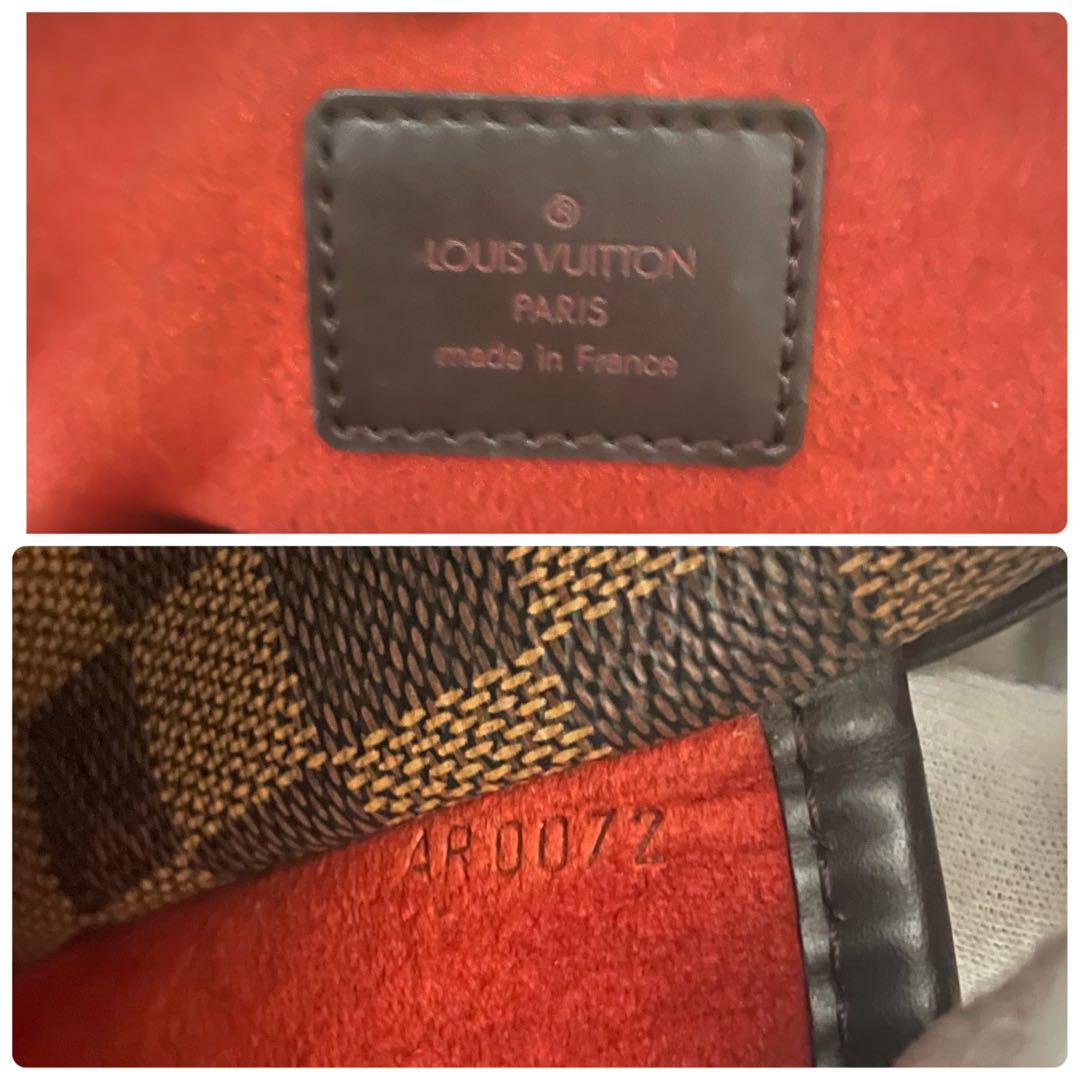 ®
LOUIS VUITTON
PARIS
made in France
AR0072